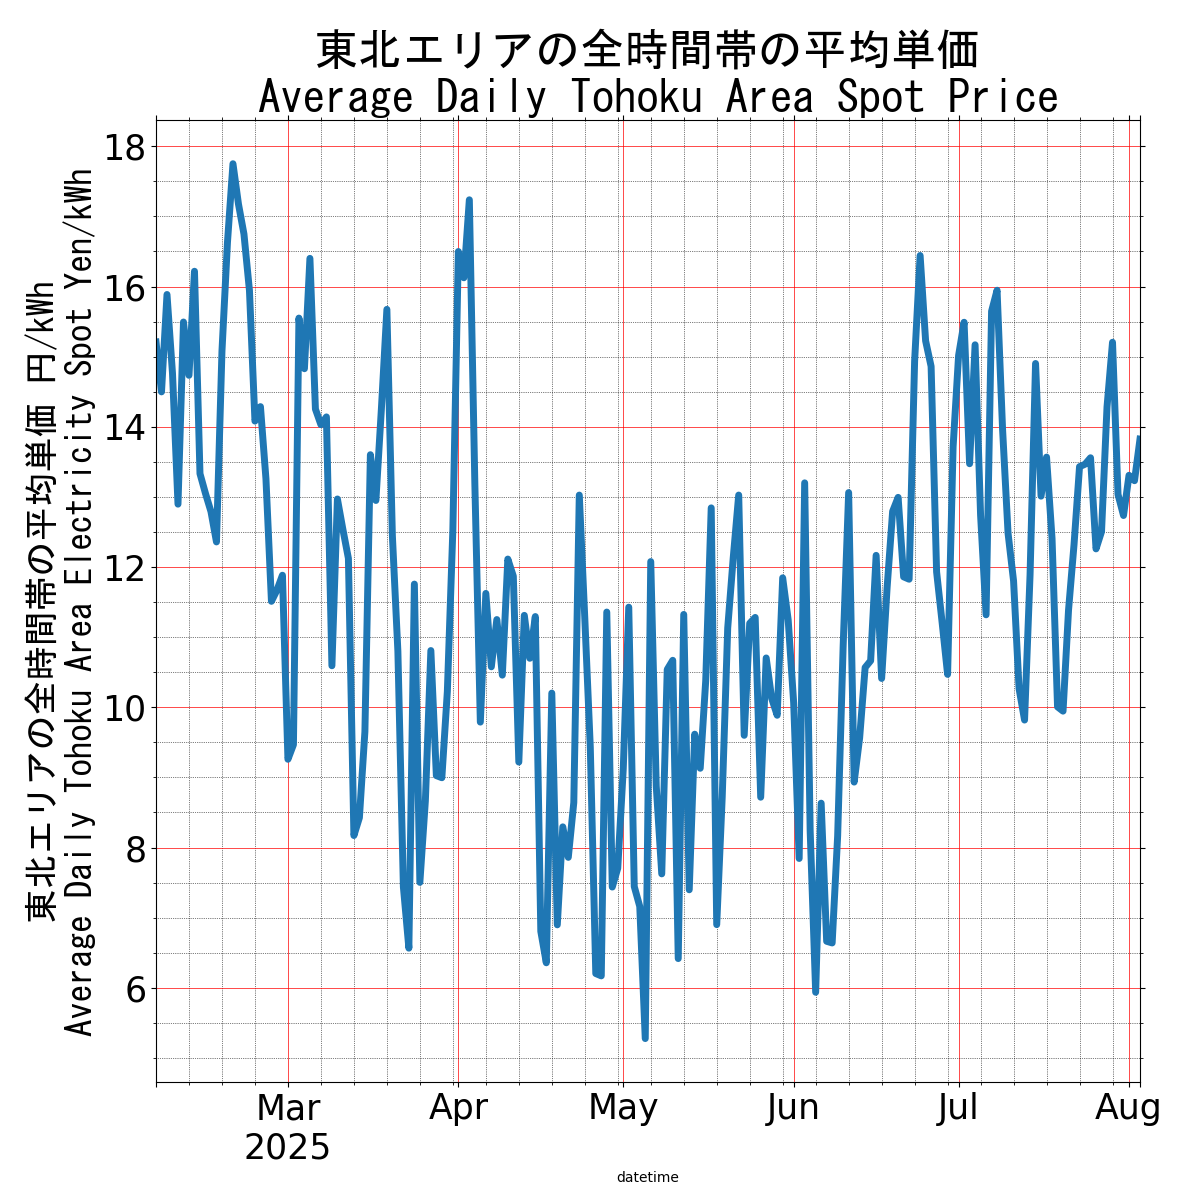 東北エリアの全時間帯の平均単価
Average Daily Tohoku Area Spot Price
東北エリアの全時間帯の平均単価 円/kWh
Average Daily Tohoku Area Electricity Spot Yen/kWh
18
16
14
12
10
8
6
Mar
2025
Apr
May
Jun
Jul
Aug
datetime